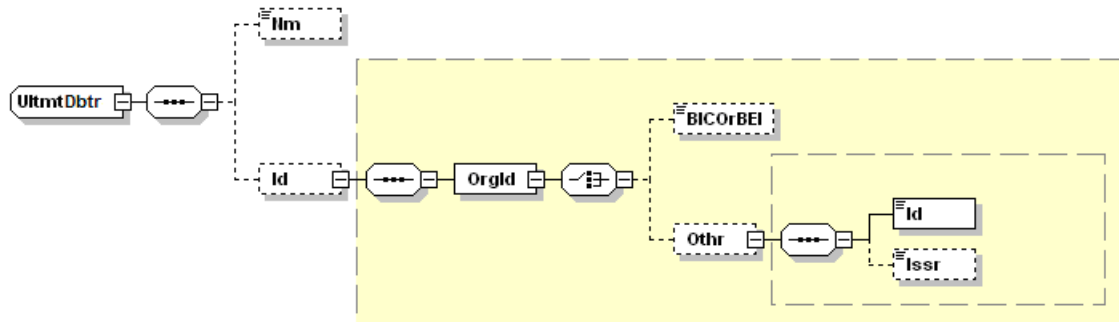 Nm
UltmtDbtr
BICOrBEI
Id
OrgId
Id
Othr
Issr